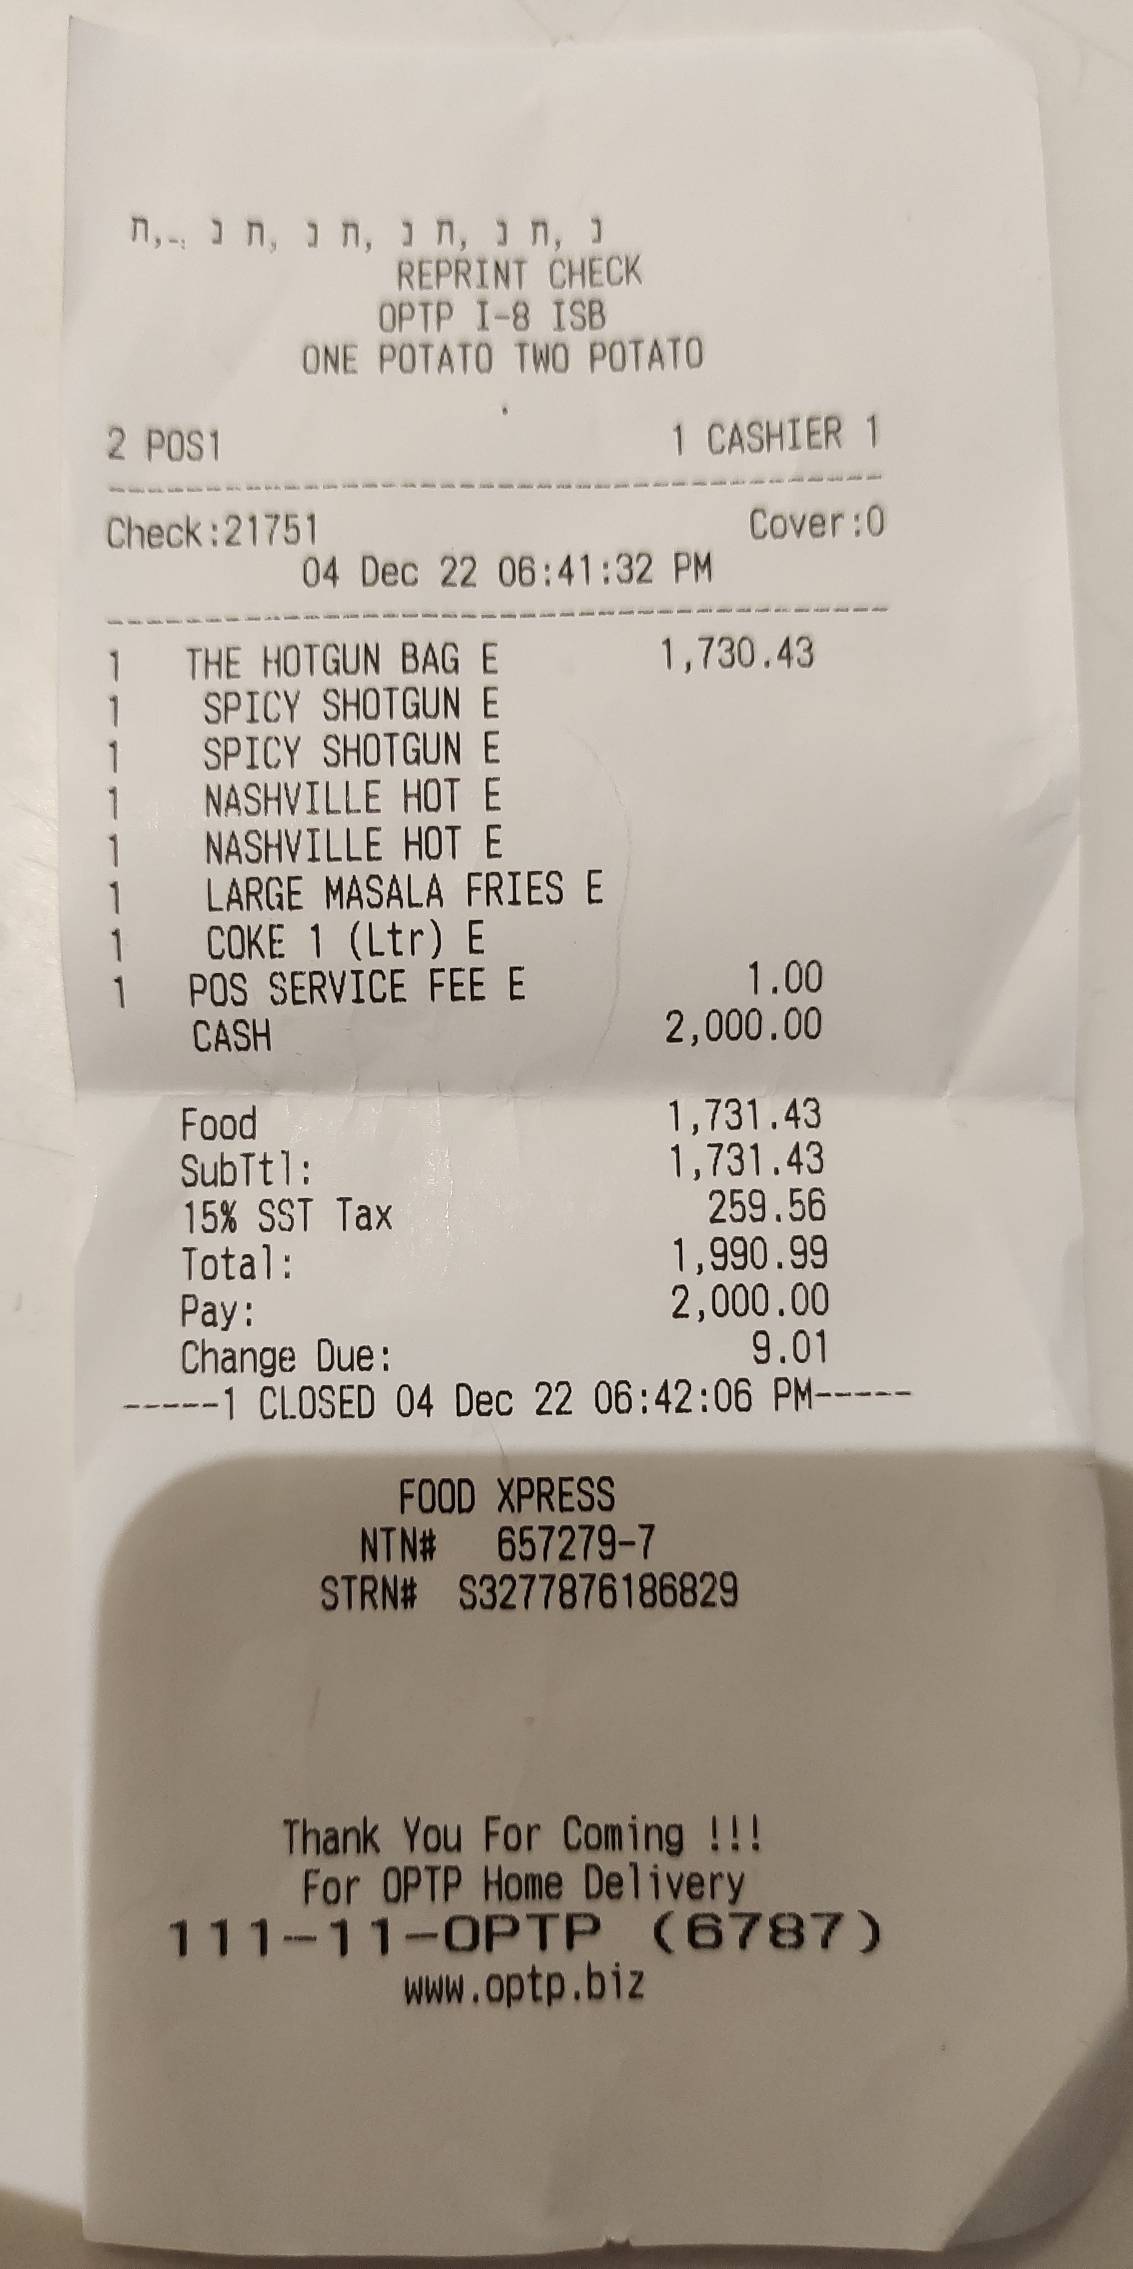 REPRINT CHECK
OPTP I-8 ISB
ONE POTATO TWO POTATO
2 POS1 1 CASHIER 1
Check:21751 Cover:0
04 Dec 22 06:41:32 PM
1 THE HOTGUN BAG E 1,730.43
1 SPICY SHOTGUN E
1 SPICY SHOTGUN E
1 NASHVILLE HOT E
1 NASHVILLE HOT E
1 LARGE MASALA FRIES E
1 COKE 1 (Ltr) E
1 POS SERVICE FEE E 1.00
CASH 2,000.00
Food 1,731.43
SubTtl: 1,731.43
15% SST Tax 259.56
Total: 1,990.99
Pay: 2,000.00
Change Due: 9.01
-----1 CLOSED 04 Dec 22 06:42:06 PM-----
FOOD XPRESS
NTN# 657279-7
STRN# S3277876186829
Thank You For Coming !!!
For OPTP Home Delivery
111-11-OPTP (6787)
www.optp.biz